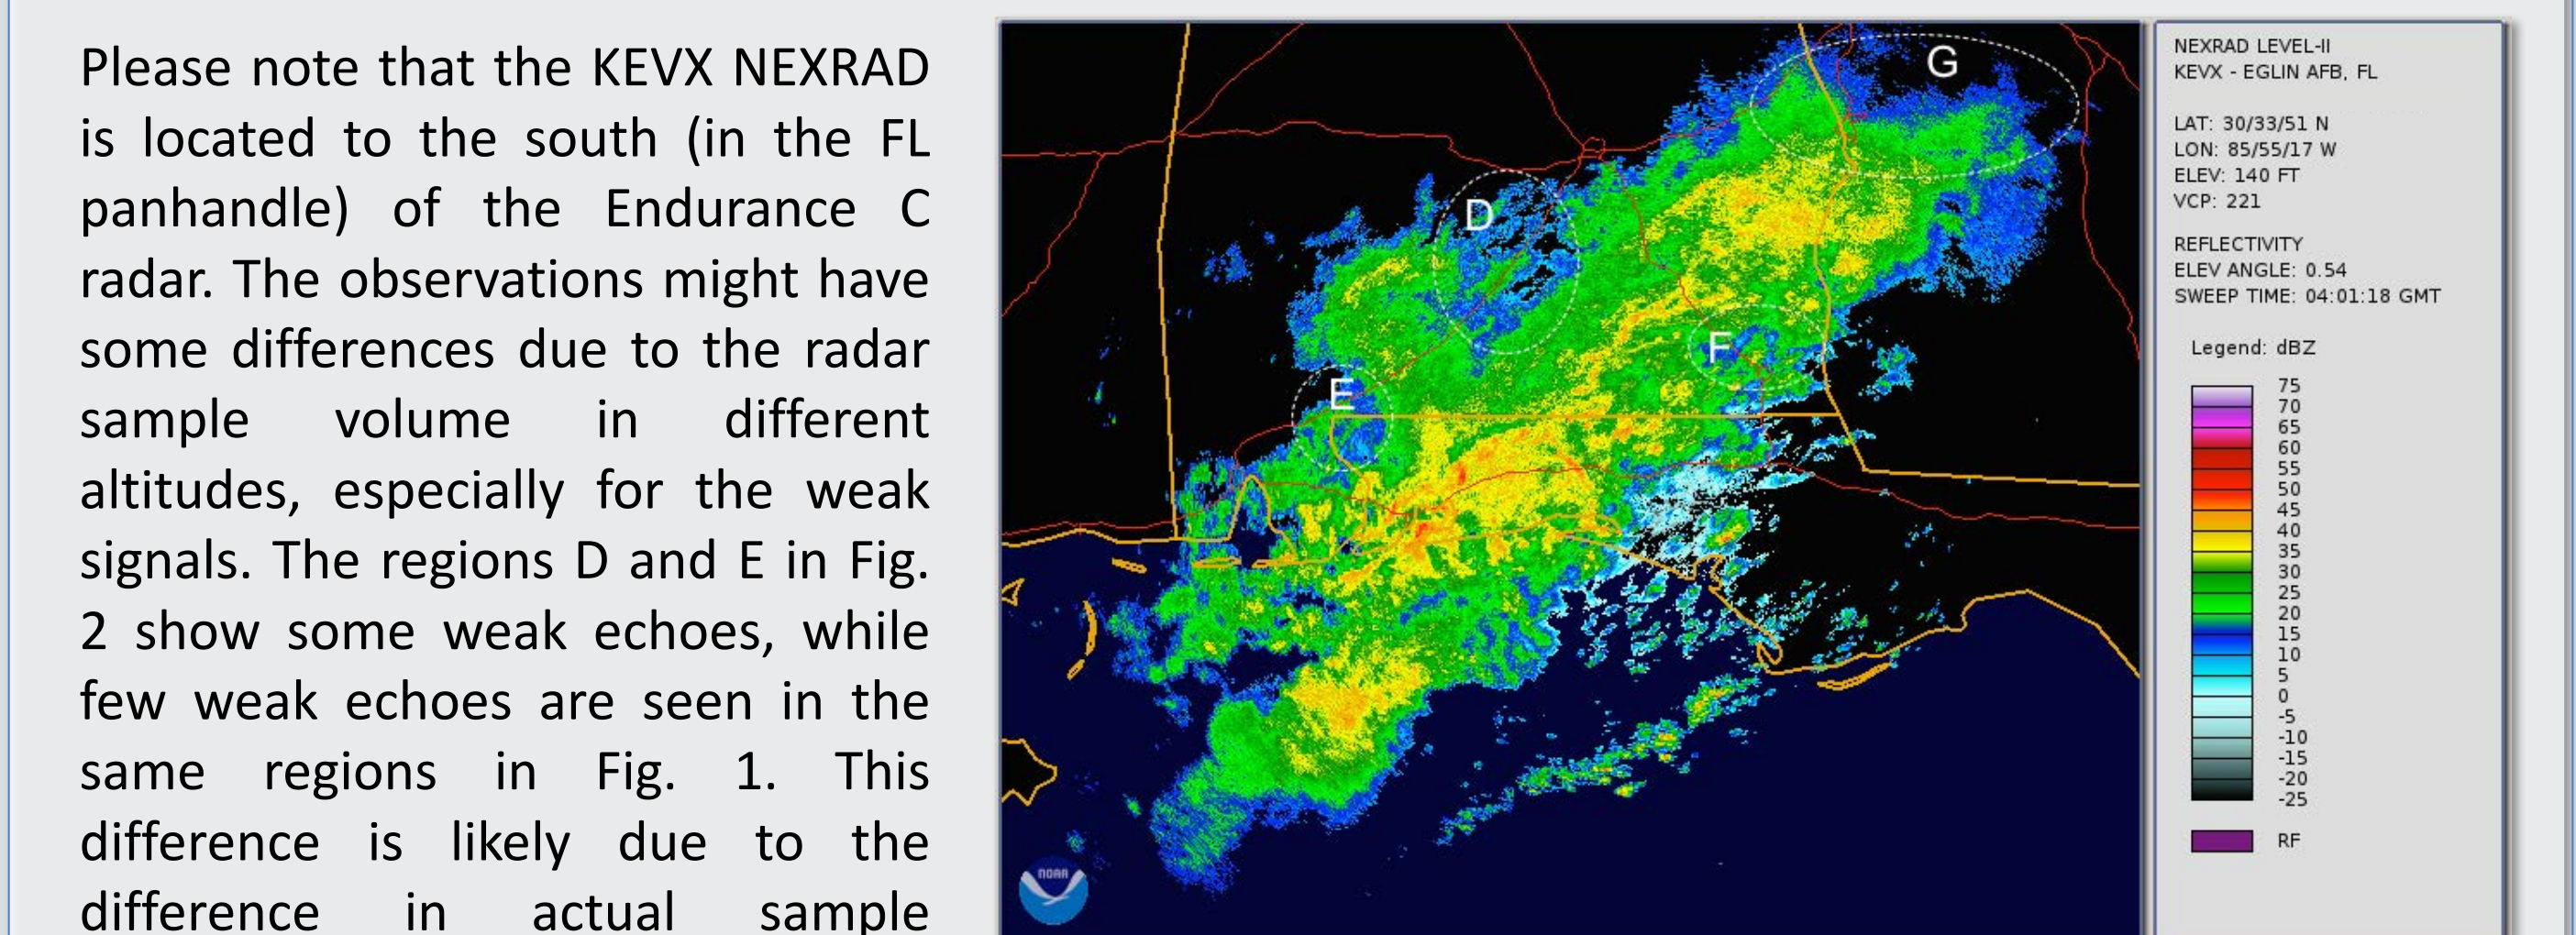 Please note that the KEVX NEXRAD
is located to the south (in the FL
panhandle) of the Endurance C
radar. The observations might have
some differences due to the radar
sample volume in different
altitudes, especially for the weak
signals. The regions D and E in Fig.
2 show some weak echoes, while
few weak echoes are seen in the
same regions in Fig. 1. This
difference is likely due to the
difference in actual sample
G
D
F
E
NOAA
NEXRAD LEVEL-II
KEVX - EGLIN AFB, FL
LAT: 30/33/51 N
LON: 85/55/17 W
ELEV: 140 FT
VCP: 221
REFLECTIVITY
ELEV ANGLE: 0.54
SWEEP TIME: 04:01:18 GMT
Legend: dBZ
75
70
65
60
55
50
45
40
35
30
25
20
15
10
5
0
-5
-10
-15
-20
-25
RF